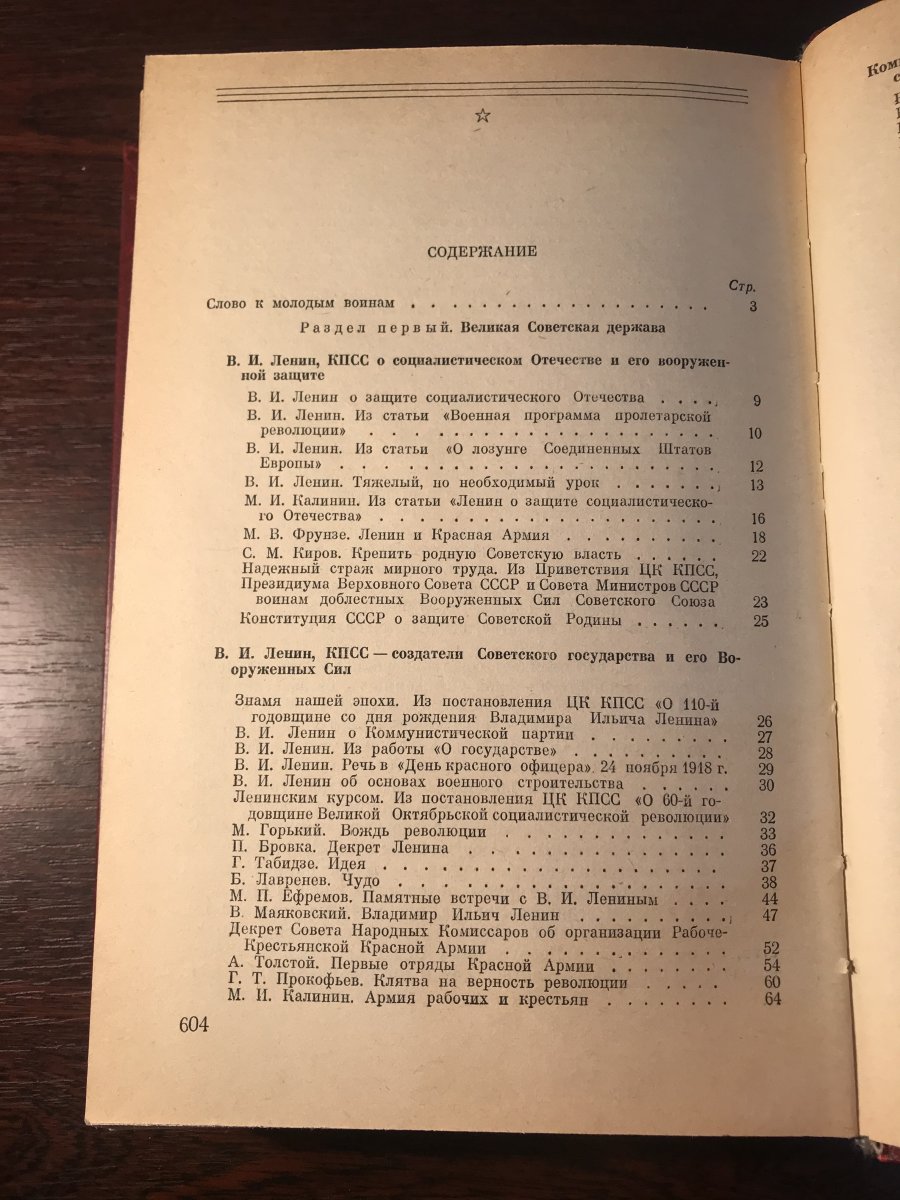 СОДЕРЖАНИЕ
Стр.
Слово к молодым воинам . . . . . . . . . . . . . . . . . . . 3
Раздел первый. Великая Советская держава
В. И. Ленин, КПСС о социалистическом Отечестве и его вооружен-
ной защите
В. И. Ленин о защите социалистического Отечества . . . . 9
В. И. Ленин. Из статьи «Военная программа пролетарской
революции» . . . . . . . . . . . . . . . . . . . . 10
В. И. Ленин. Из статьи «О лозунге Соединенных Штатов
Европы» . . . . . . . . . . . . . . . . . . . . . . 12
В. И. Ленин. Тяжелый, но необходимый урок . . . . . . . 13
М. И. Калинин. Из статьи «Ленин о защите социалистическо-
го Отечества» . . . . . . . . . . . . . . . . . . . . 16
М. В. Фрунзе. Ленин и Красная Армия . . . . . . . . . . 18
С. М. Киров. Крепить родную Советскую власть . . . . . . 22
Надежный страж мирного труда. Из Приветствия ЦК КПСС,
Президиума Верховного Совета СССР и Совета Министров СССР
воинам доблестных Вооруженных Сил Советского Союза 23
Конституция СССР о защите Советской Родины . . . . . . 25
В. И. Ленин, КПСС — создатели Советского государства и его Во-
оруженных Сил
Знамя нашей эпохи. Из постановления ЦК КПСС «О 110-й
годовщине со дня рождения Владимира Ильича Ленина» 26
В. И. Ленин о Коммунистической партии . . . . . . . . . 27
В. И. Ленин. Из работы «О государстве» . . . . . . . . . 28
В. И. Ленин. Речь в «День красного офицера» 24 ноября 1918 г. 29
В. И. Ленин об основах военного строительства . . . . . . 30
Ленинским курсом. Из постановления ЦК КПСС «О 60-й го-
довщине Великой Октябрьской социалистической революции» 32
М. Горький. Вождь революции . . . . . . . . . . . . . 33
П. Бровка. Декрет Ленина . . . . . . . . . . . . . . . 36
Г. Табидзе. Идея . . . . . . . . . . . . . . . . . . . . 37
Б. Лавренев. Чудо . . . . . . . . . . . . . . . . . . . 38
М. П. Ефремов. Памятные встречи с В. И. Лениным . . . . 44
В. Маяковский. Владимир Ильич Ленин . . . . . . . . . . 47
Декрет Совета Народных Комиссаров об организации Рабоче-
Крестьянской Красной Армии . . . . . . . . . . . . . 52
А. Толстой. Первые отряды Красной Армии . . . . . . . . 54
Г. Т. Прокофьев. Клятва на верность революции . . . . . 60
М. И. Калинин. Армия рабочих и крестьян . . . . . . . . 64
604